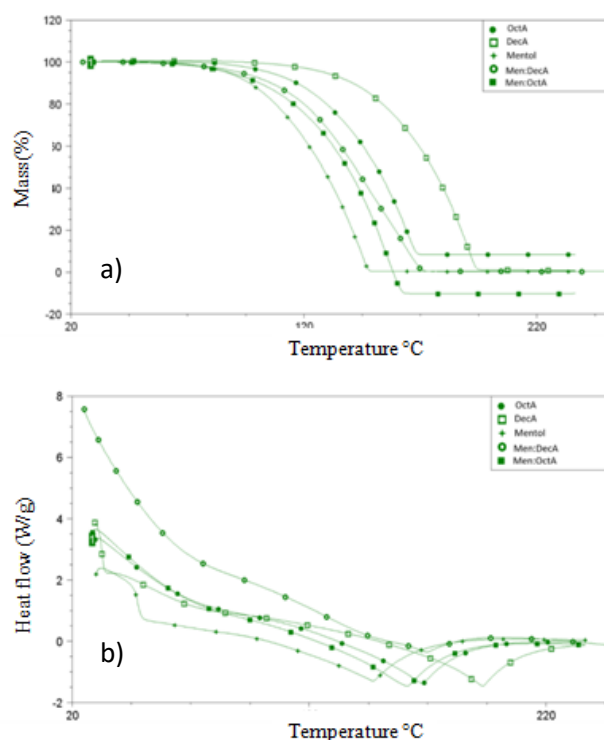 120
100
80
60
40
20
0
-20
Mass(%)
OctA
DecA
Mentol
Men:DecA
Men:OctA
a)
20
120
220
Temperature °C
8
6
4
2
0
-2
Heat flow (W/g)
OctA
DecA
Mentol
Men:DecA
Men:OctA
b)
20
120
220
Temperature °C